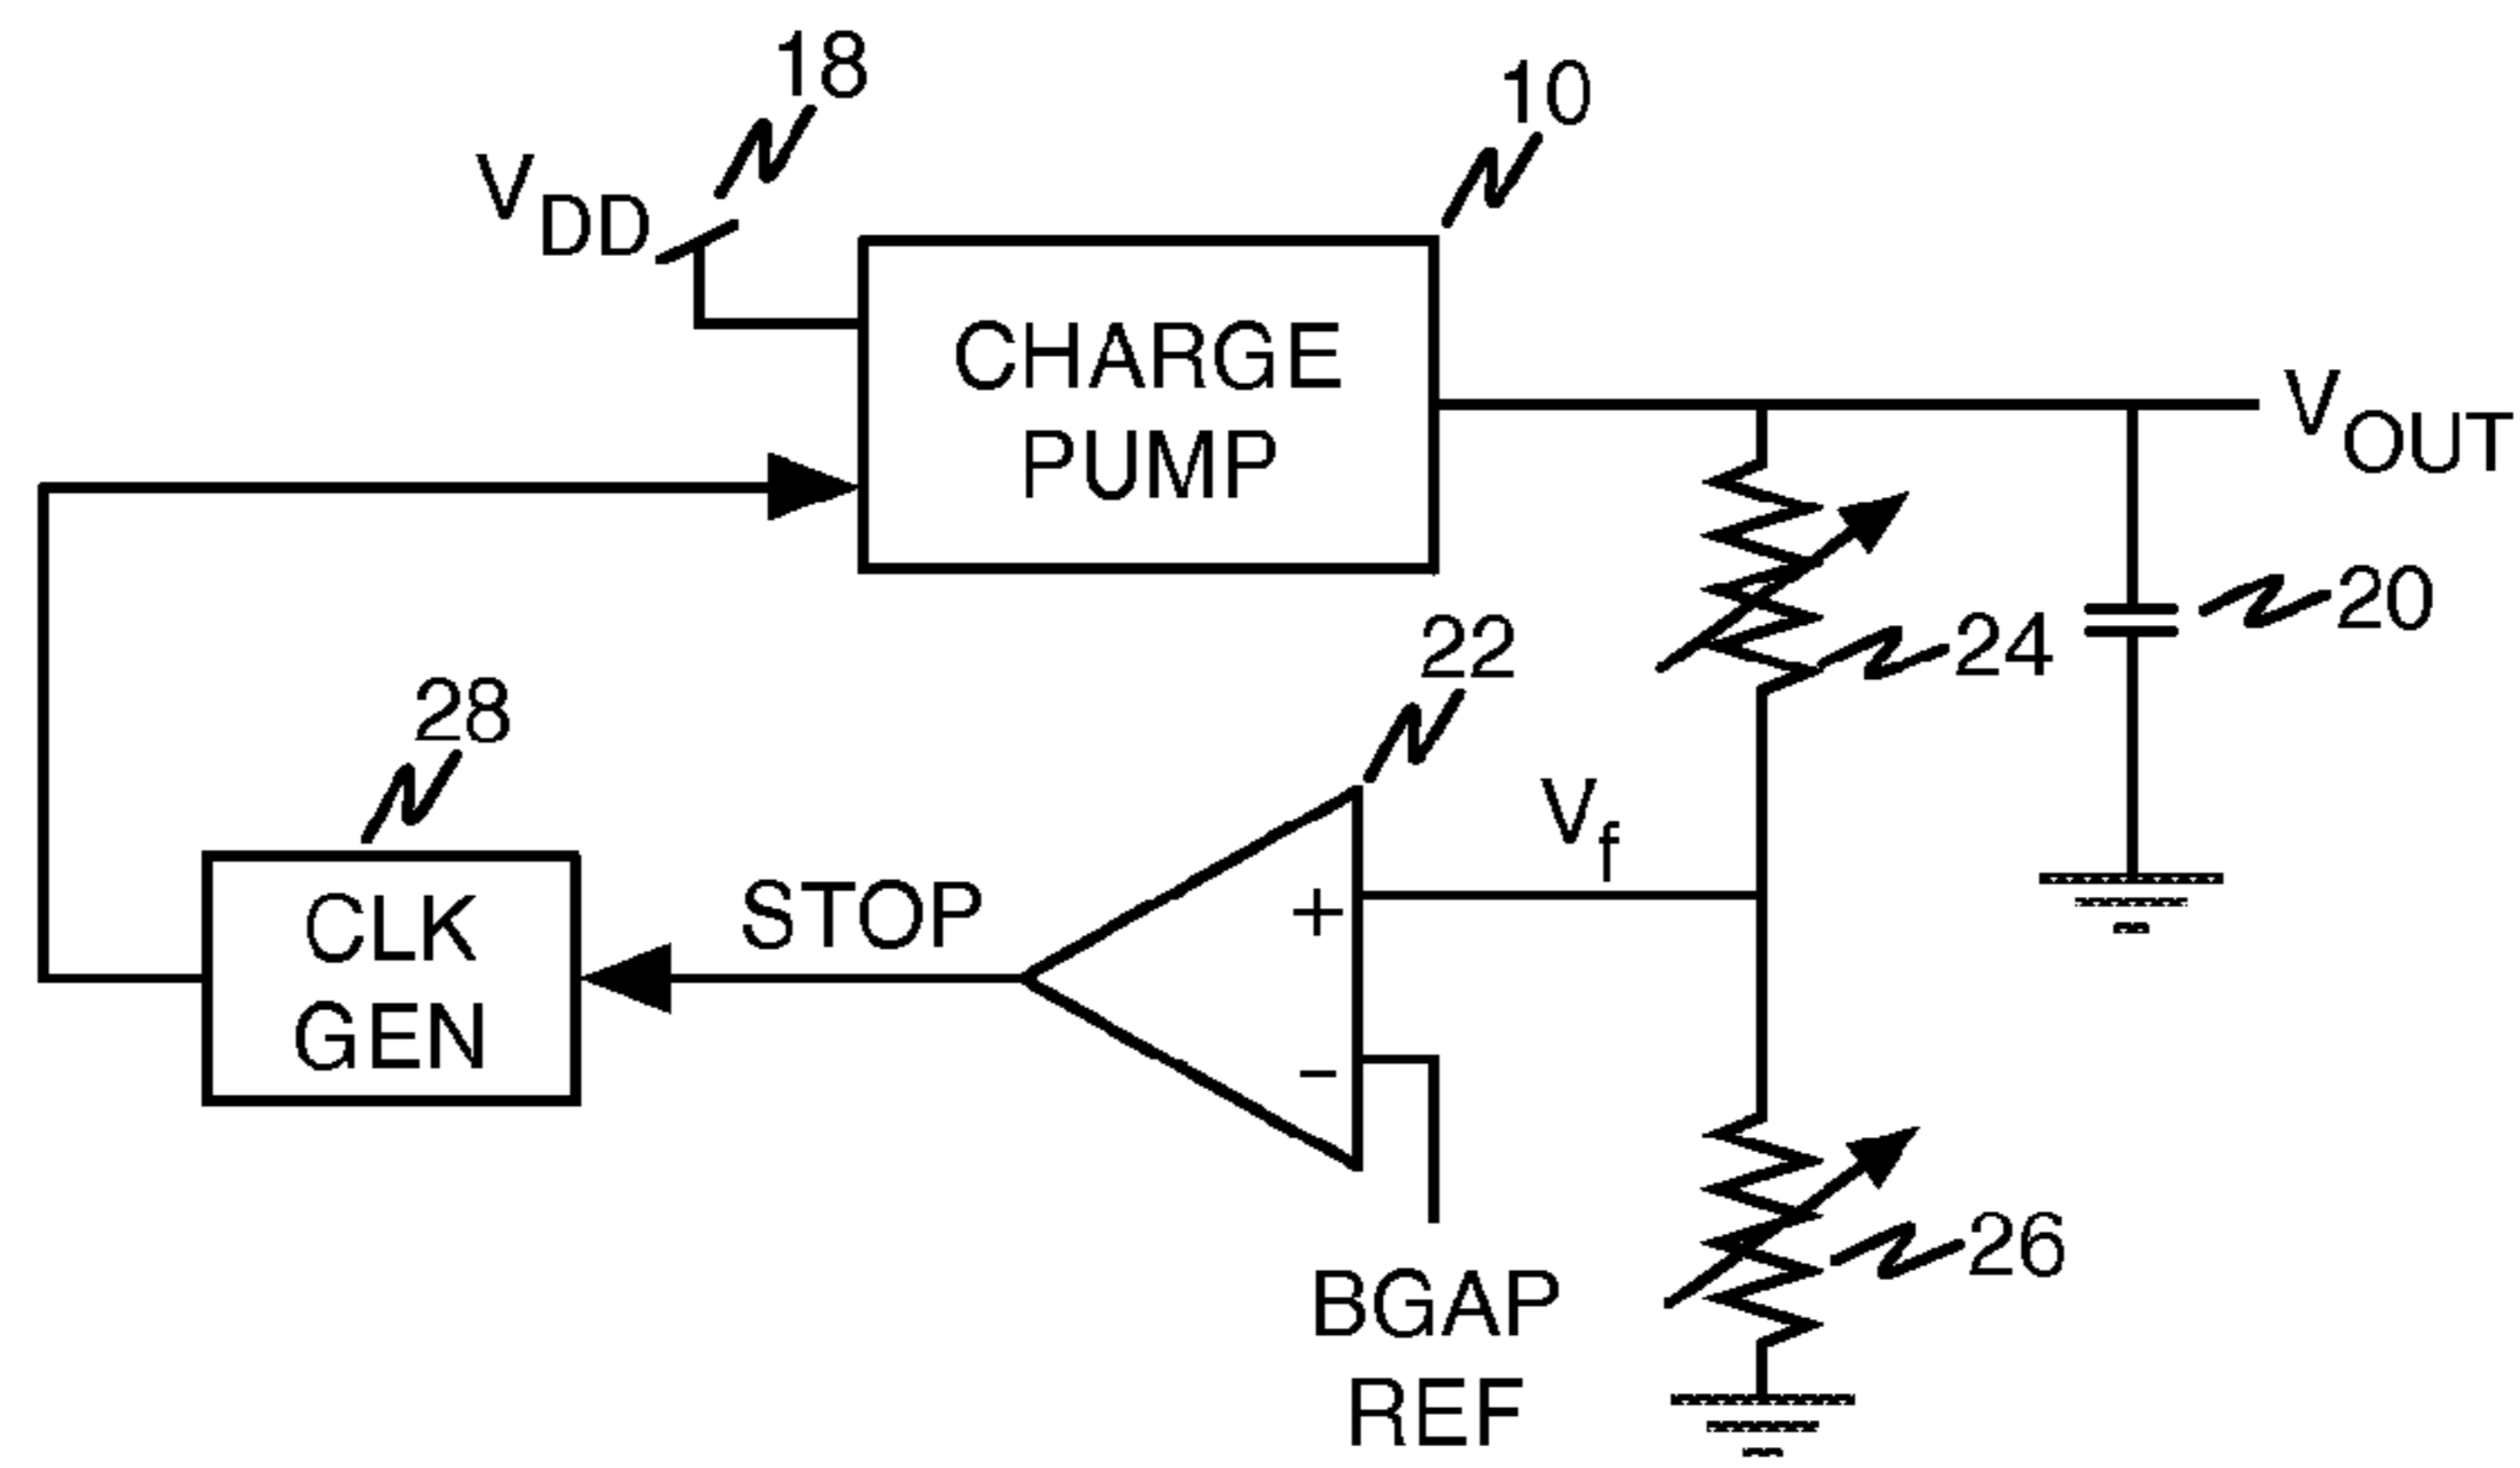 18
10
VDD
CHARGE
PUMP
VOUT
20
24
22
28
Vf
STOP
CLK
GEN
+
−
26
BGAP
REF